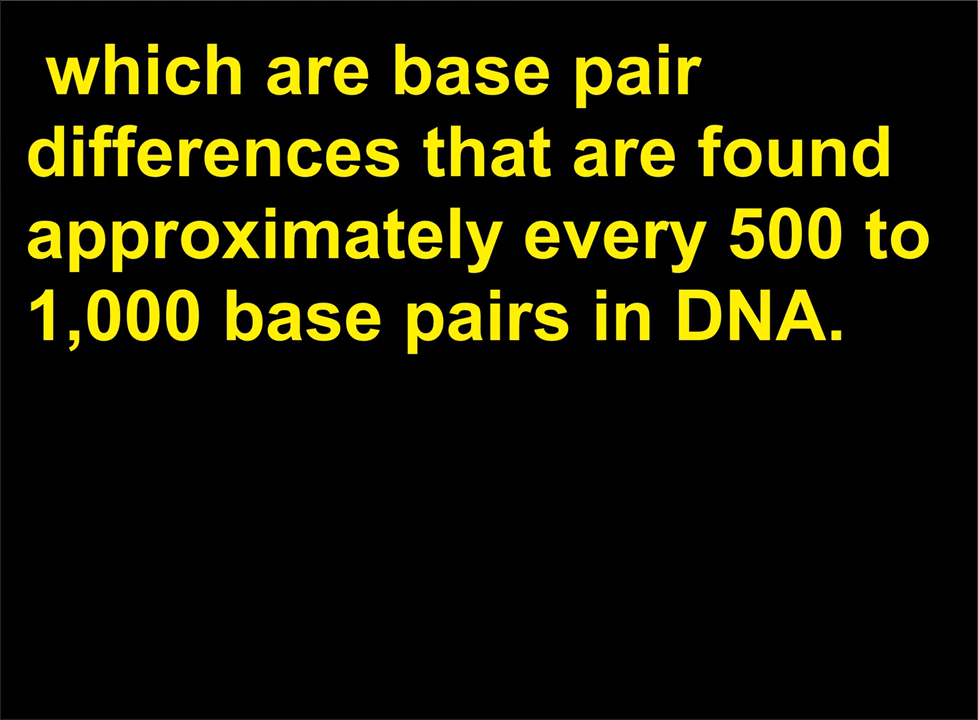 which are base pair
differences that are found
approximately every 500 to
1,000 base pairs in DNA.